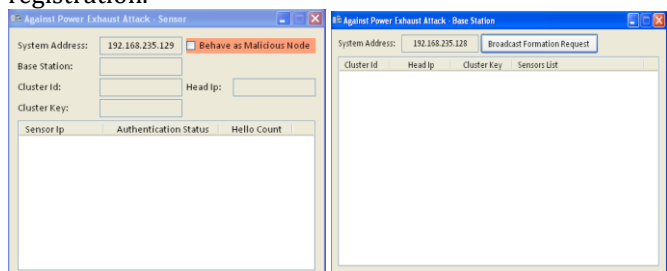 registration.
Against Power Exhaust Attack - Sensor
System Address: 192.168.235.129 Behave as Malicious Node
Base Station:
Cluster Id: Head Ip:
Cluster Key:
Sensor Ip Authentication Status Hello Count
Against Power Exhaust Attack - Base Station
System Address: 192.168.235.128 Broadcast Formation Request
Cluster Id Head Ip Cluster Key Sensors List